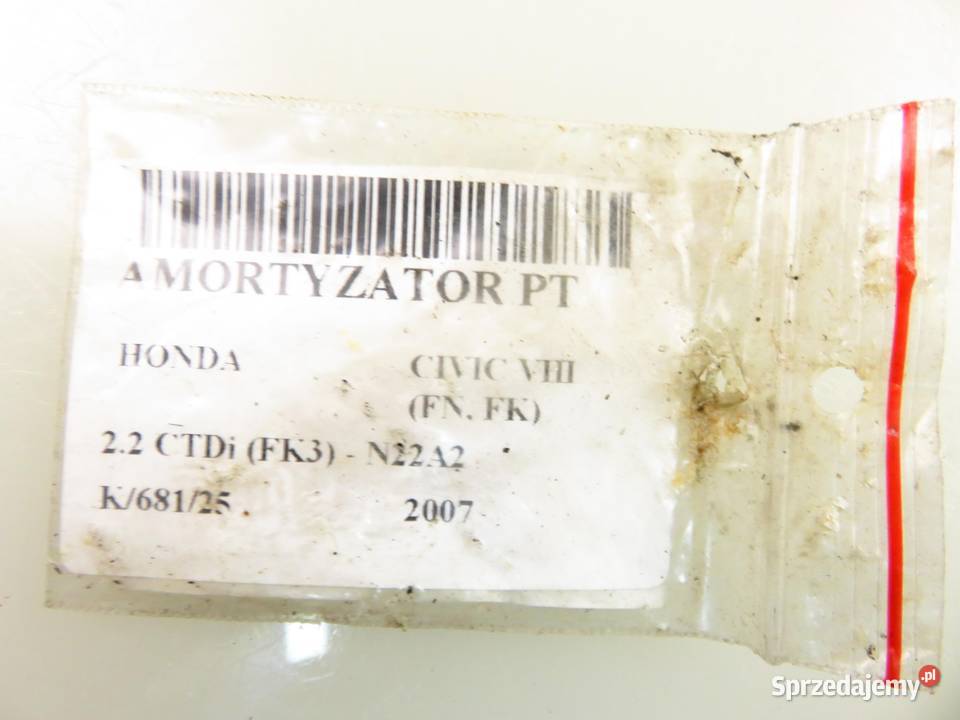 AMORTYZATOR PT
HONDA CIVIC VIII
(FN, FK)
2.2 CTDi (FK3) - N22A2
K/681/25 2007
Sprzedajemy.pl